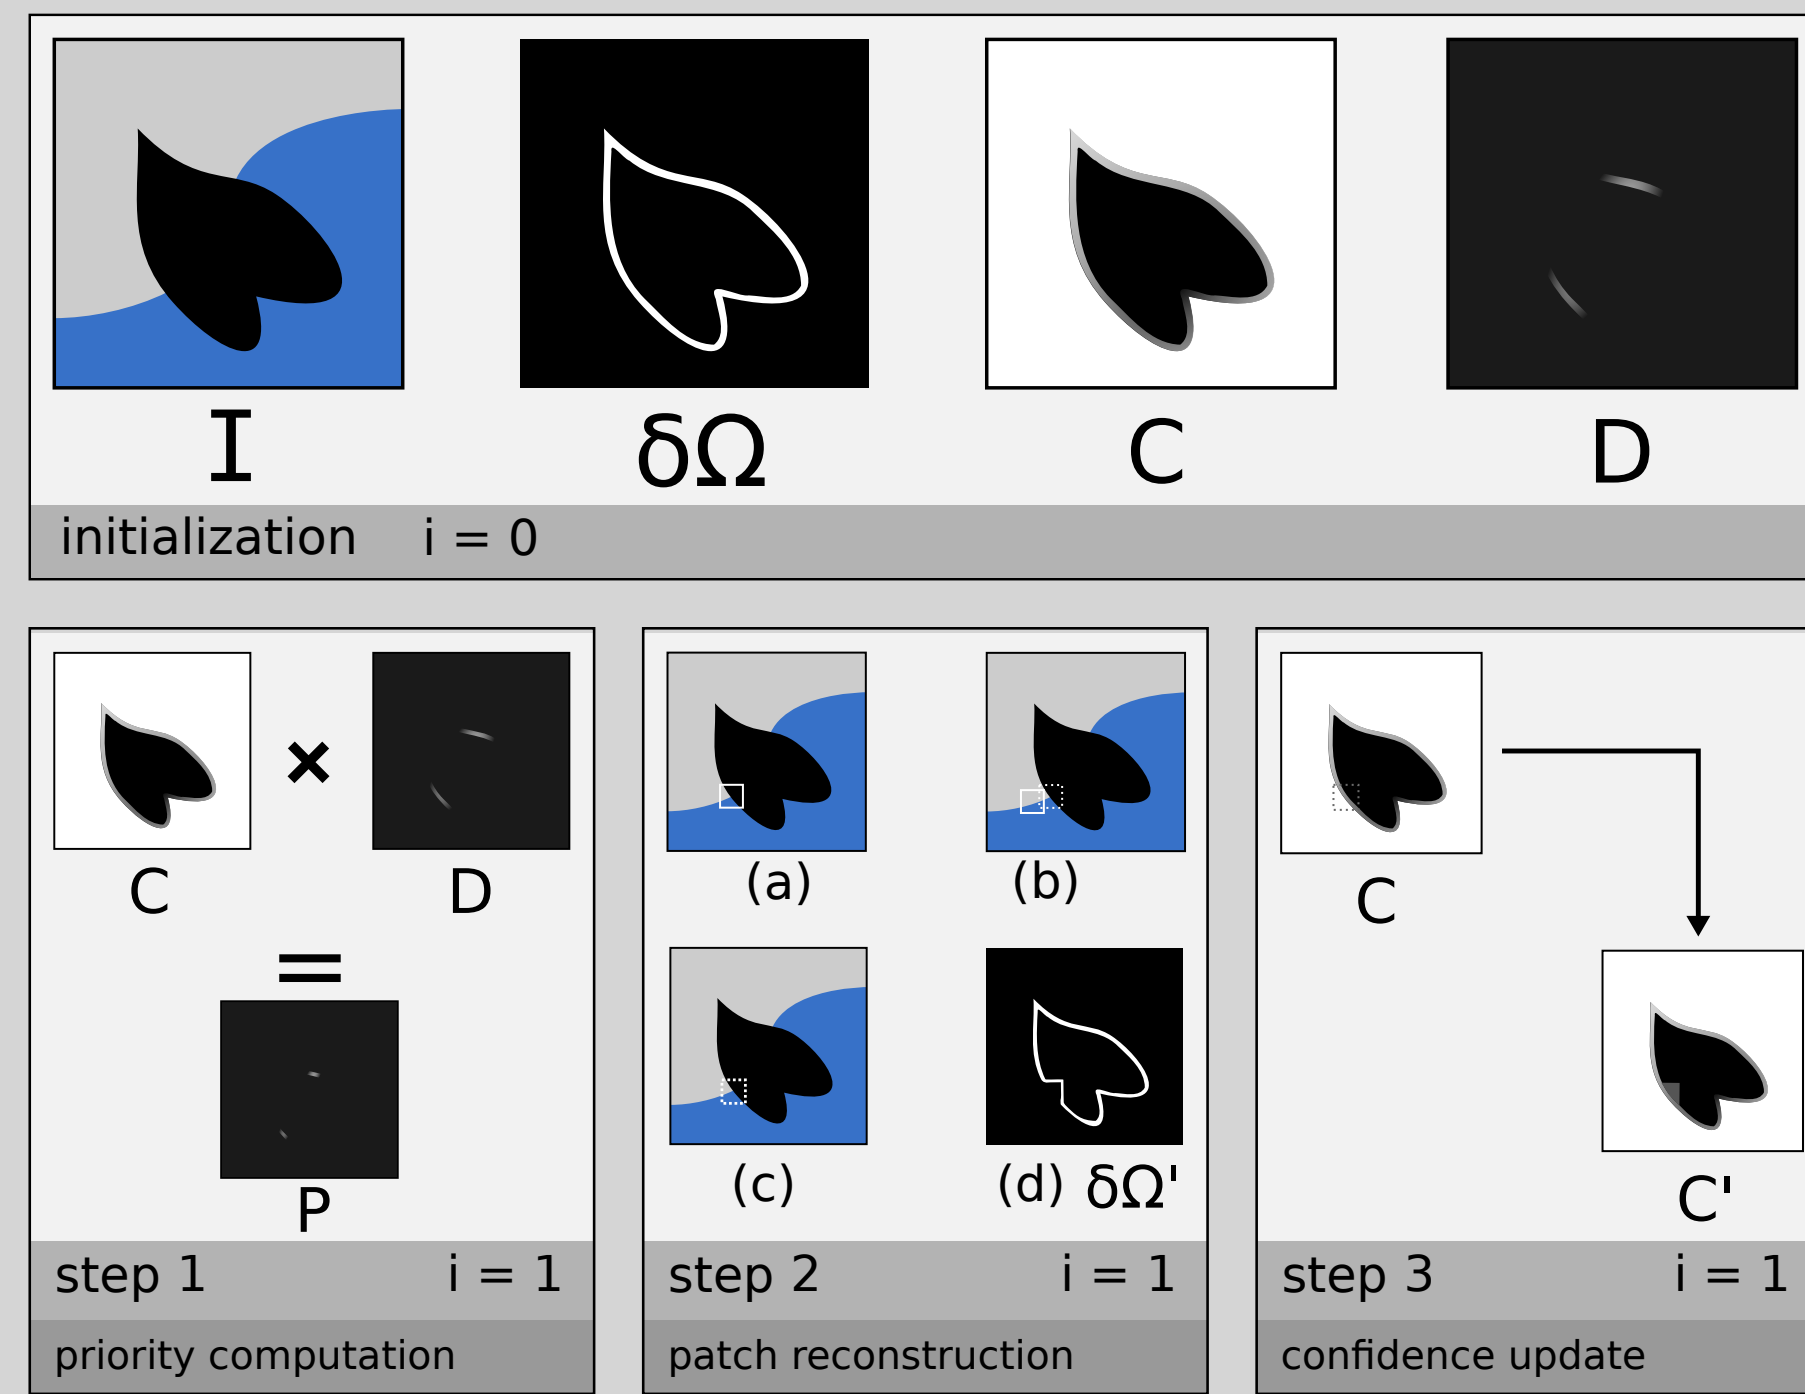 I δΩ C D
initialization i = 0
C × D
=
P
step 1 i = 1
priority computation
(a) (b)
(c) (d) δΩ'
step 2 i = 1
patch reconstruction
C
C'
step 3 i = 1
confidence update